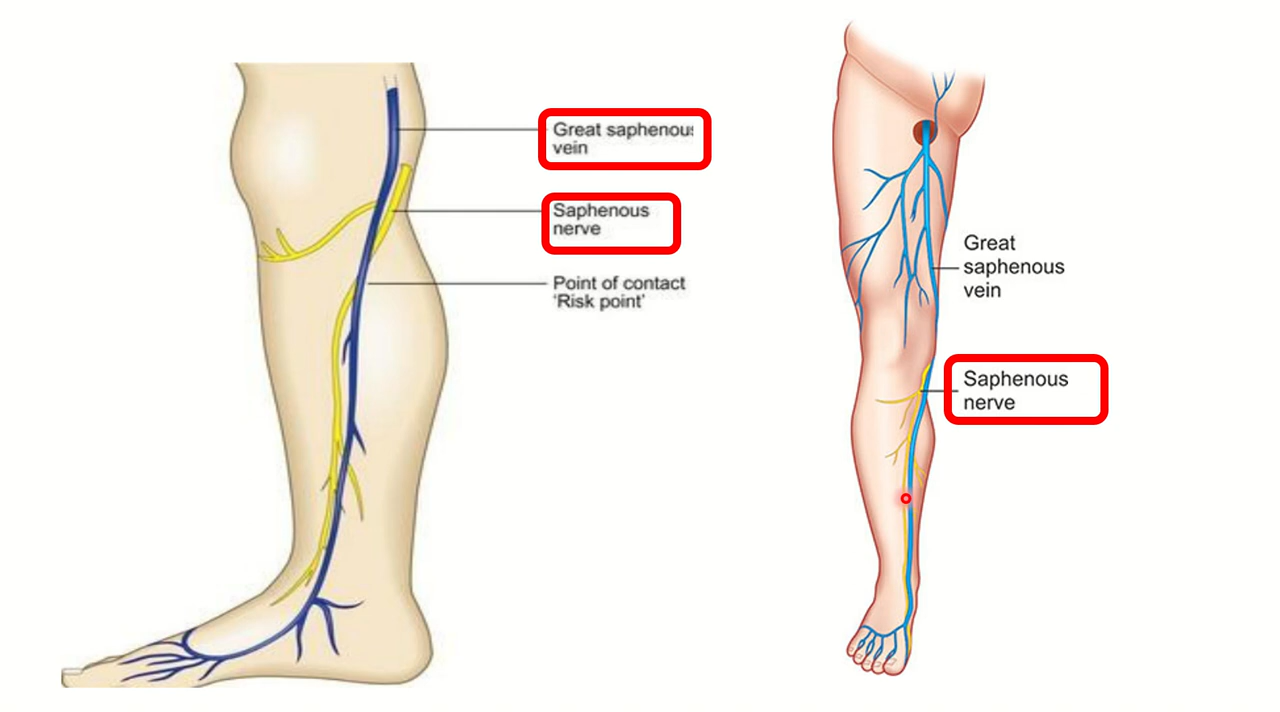 Great saphenous
vein
Saphenous
nerve
Point of contact
‘Risk point’
Great
saphenous
vein
Saphenous
nerve